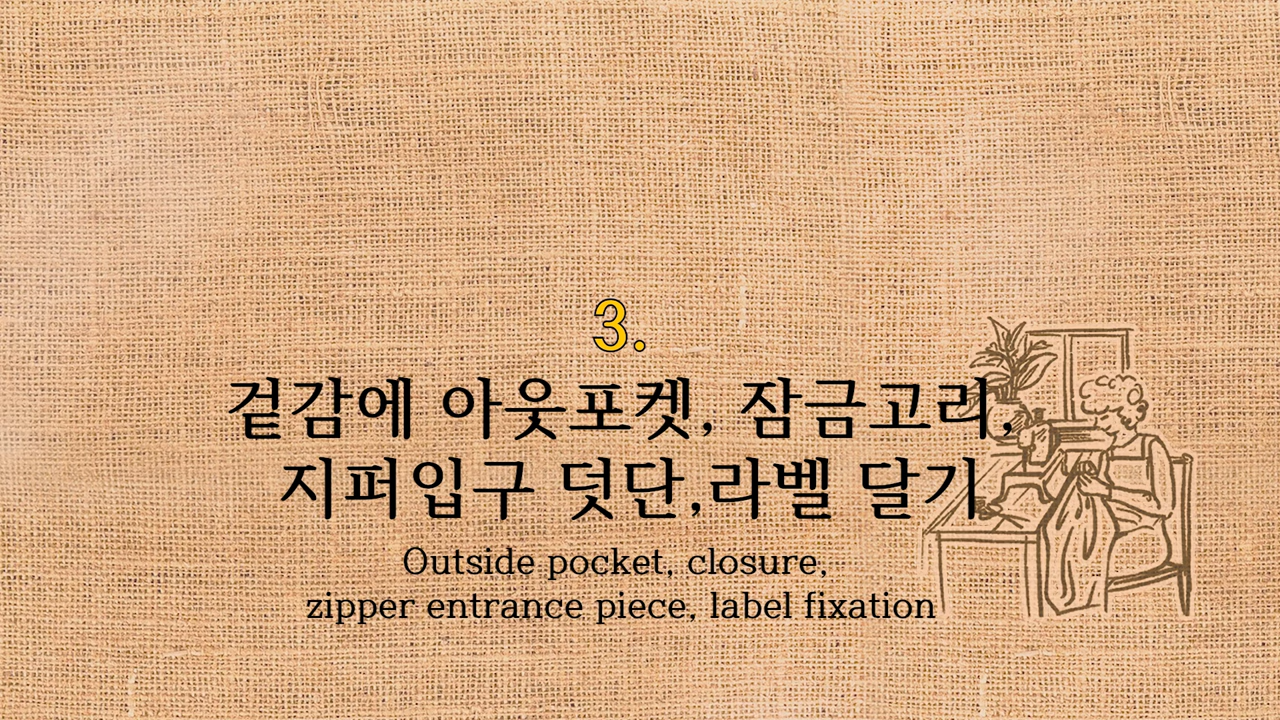 3.
겉감에 아웃포켓, 잠금고리,
지퍼입구 덧단,라벨 달기
Outside pocket, closure,
zipper entrance piece, label fixation